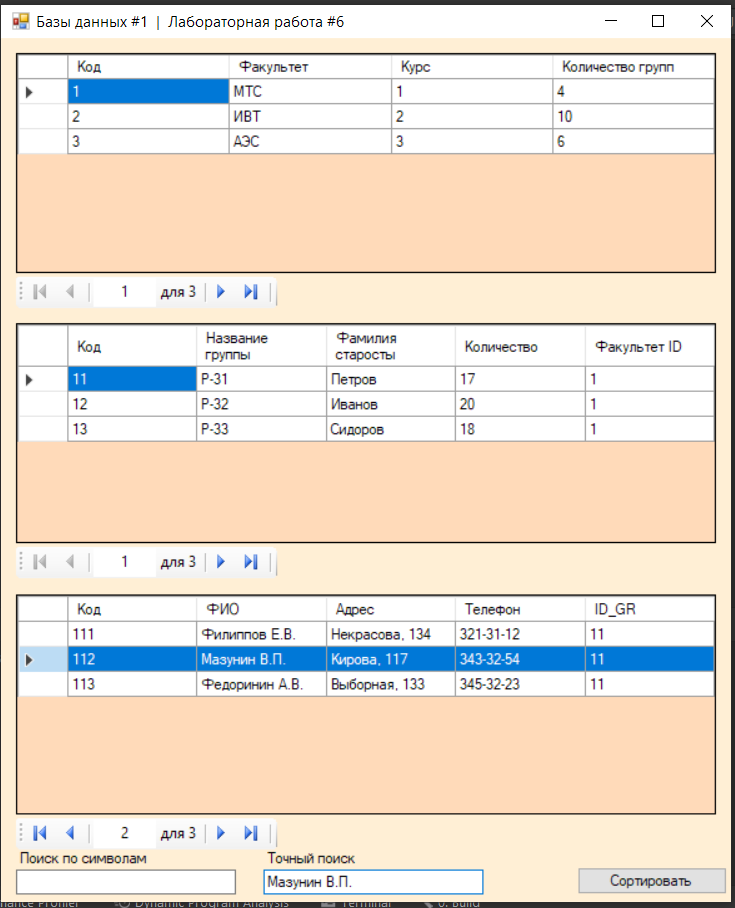 Базы данных #1 | Лабораторная работа #6
Код Факультет Курс Количество групп
1 МТС 1 4
2 ИВТ 2 10
3 АЭС 3 6
1 для 3
Код Название группы Фамилия старосты Количество Факультет ID
11 Р-31 Петров 17 1
12 Р-32 Иванов 20 1
13 Р-33 Сидоров 18 1
1 для 3
Код ФИО Адрес Телефон ID_GR
111 Филиппов Е.В. Некрасова, 134 321-31-12 11
112 Мазунин В.П. Кирова, 117 343-32-54 11
113 Федоринин А.В. Выборная, 133 345-32-23 11
2 для 3
Поиск по символам Точный поиск
Мазунин В.П. Сортировать
Dynamic Program Analysis Terminal Build